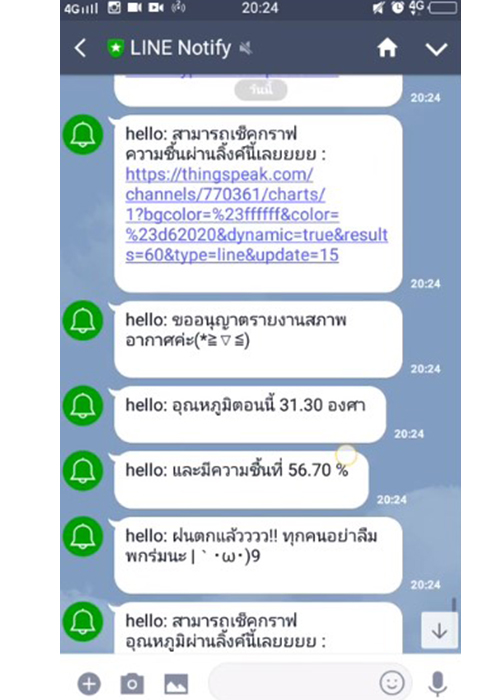 4G
20:24
4G
LINE Notify
วันนี้
20:24
hello: สามารถเช็คกราฟ
ความชื้นผ่านลิ้งค์นี้เลยยยย :
https://thingspeak.com/
channels/770361/charts/
1?bgcolor=%23ffffff&color=
%23d62020&dynamic=true&result
s=60&type=line&update=15
20:24
hello: ขออนุญาตรายงานสภาพ
อากาศค่ะ(*≧▽≦)
20:24
hello: อุณหภูมิตอนนี้ 31.30 องศา
20:24
hello: และมีความชื้นที่ 56.70 %
20:24
hello: ฝนตกแล้วววว!! ทุกคนอย่าลืม
พกร่มนะ|｀･ω･)9
20:24
hello: สามารถเช็คกราฟ
อุณหภูมิผ่านลิ้งค์นี้เลยยยย :